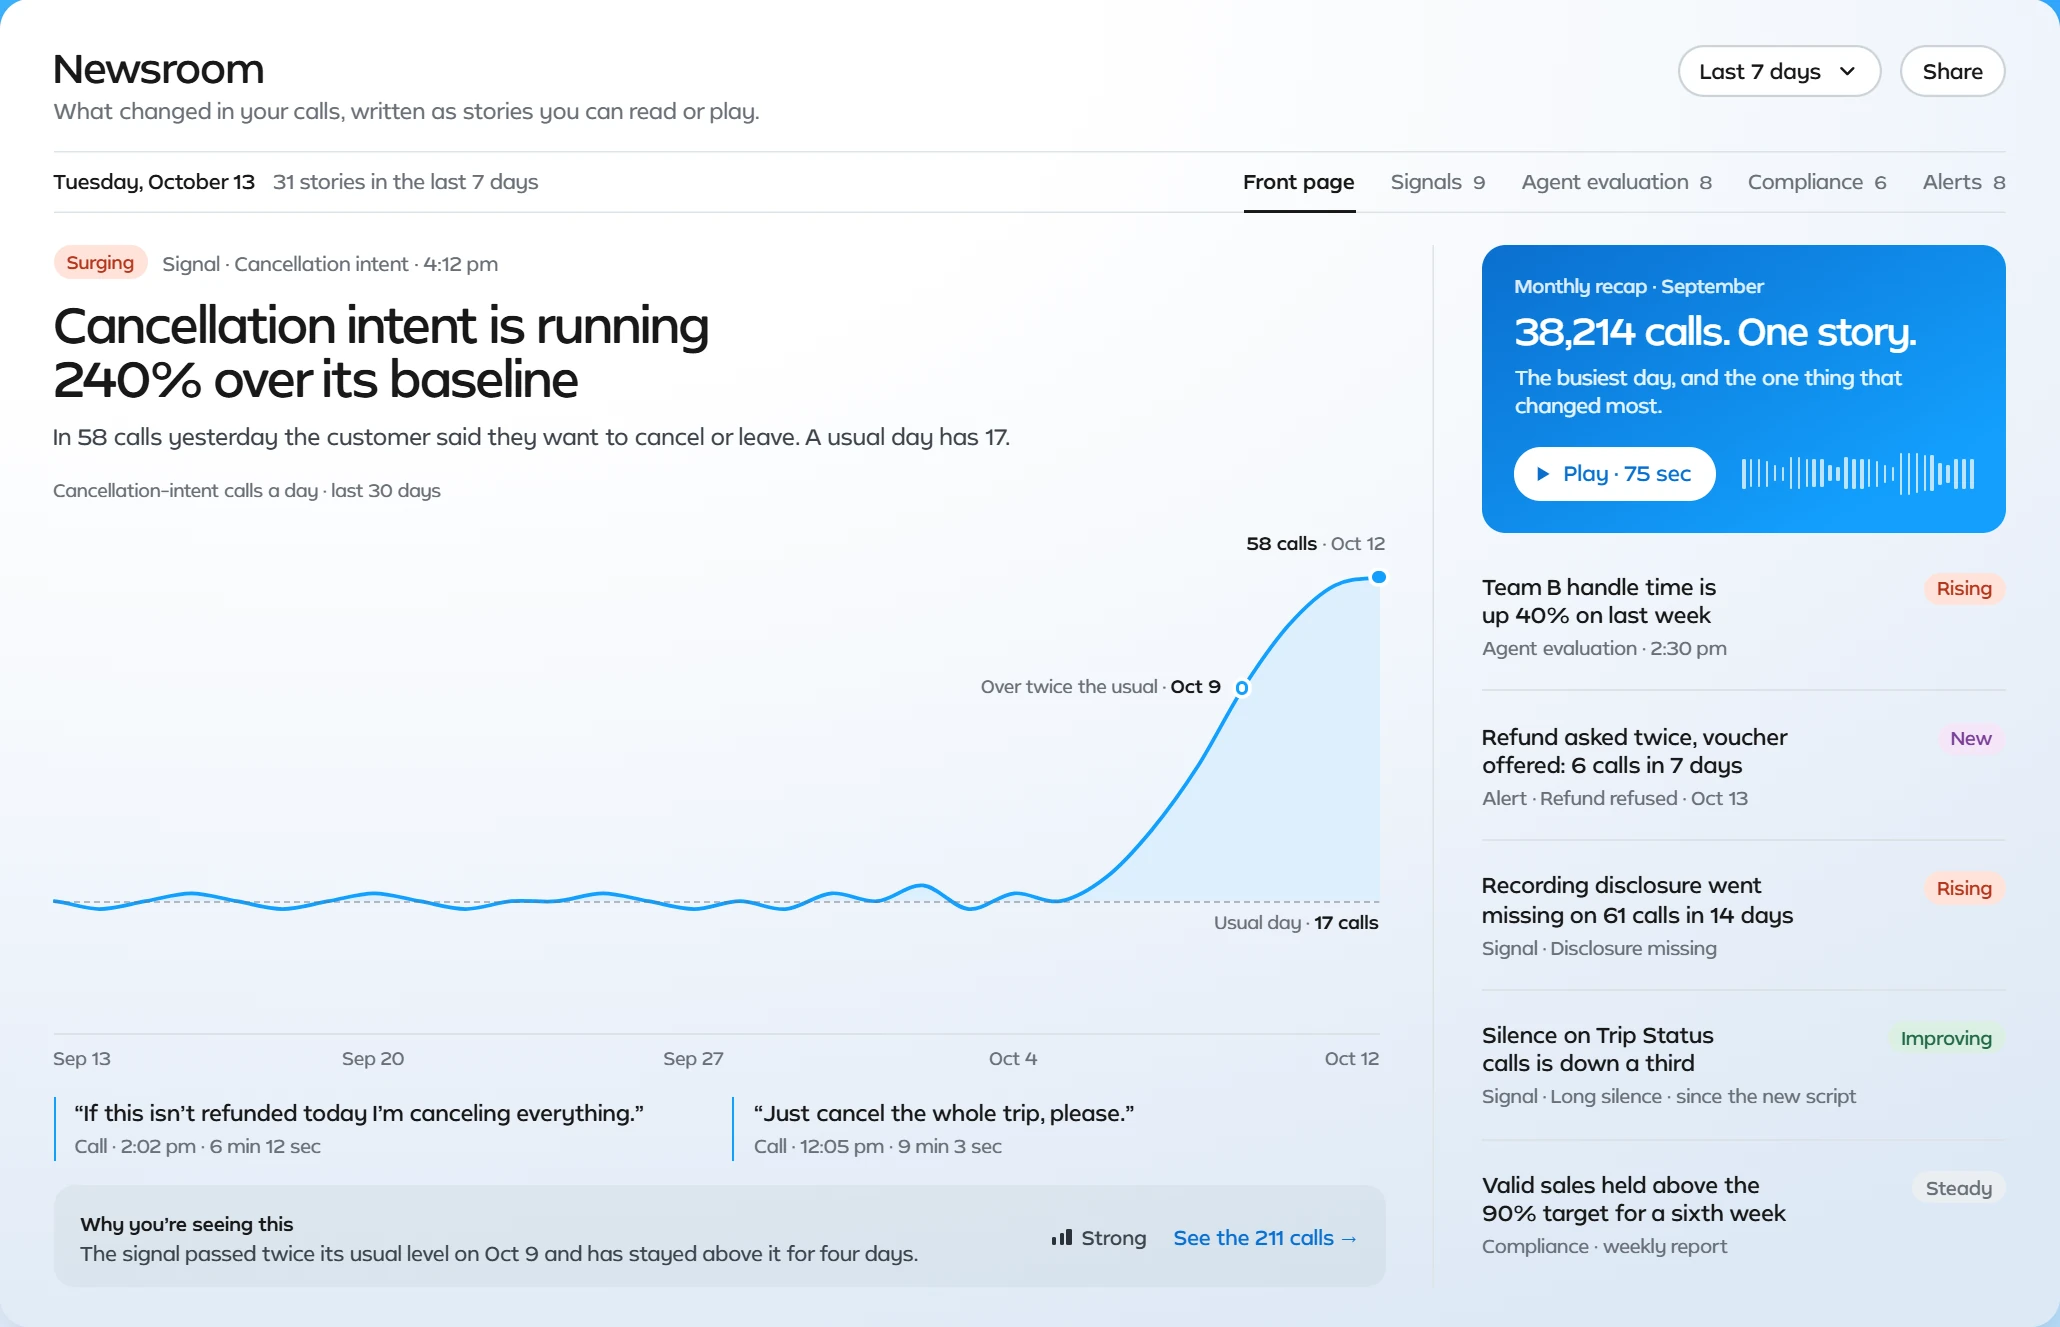 Newsroom
What changed in your calls, written as stories you can read or play.
Last 7 days
Share
Tuesday, October 13 31 stories in the last 7 days
Front page Signals 9 Agent evaluation 8 Compliance 6 Alerts 8
Surging Signal · Cancellation intent · 4:12 pm
Cancellation intent is running
240% over its baseline
In 58 calls yesterday the customer said they want to cancel or leave. A usual day has 17.
Cancellation-intent calls a day · last 30 days
58 calls · Oct 12
Over twice the usual · Oct 9
Usual day · 17 calls
Sep 13 Sep 20 Sep 27 Oct 4 Oct 12
“If this isn’t refunded today I’m canceling everything.”
Call · 2:02 pm · 6 min 12 sec
“Just cancel the whole trip, please.”
Call · 12:05 pm · 9 min 3 sec
Why you’re seeing this
The signal passed twice its usual level on Oct 9 and has stayed above it for four days.
Strong See the 211 calls →
Monthly recap · September
38,214 calls. One story.
The busiest day, and the one thing that
changed most.
Play · 75 sec
Team B handle time is
up 40% on last week
Agent evaluation · 2:30 pm
Rising
Refund asked twice, voucher
offered: 6 calls in 7 days
Alert · Refund refused · Oct 13
New
Recording disclosure went
missing on 61 calls in 14 days
Signal · Disclosure missing
Rising
Silence on Trip Status
calls is down a third
Signal · Long silence · since the new script
Improving
Valid sales held above the
90% target for a sixth week
Compliance · weekly report
Steady